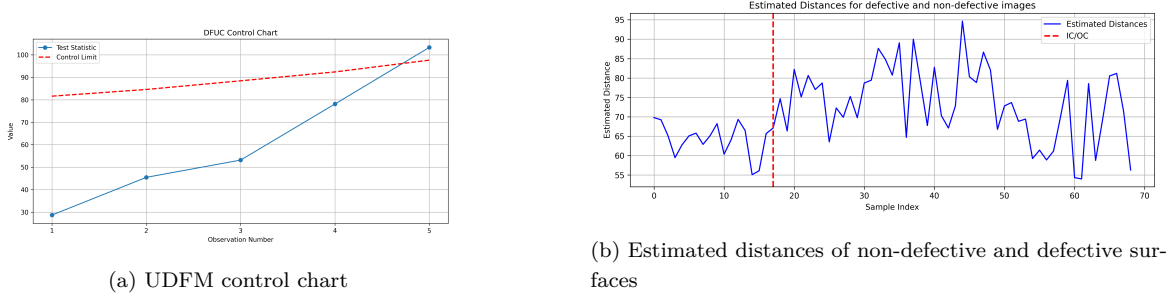 DFUC Control Chart
Test Statistic
Control Limit
Value
100
90
80
70
60
50
40
30
1 2 3 4 5
Observation Number
(a) UDFM control chart
Estimated Distances for defective and non-defective images
Estimated Distances
IC/OC
Estimated Distance
95
90
85
80
75
70
65
60
55
0 10 20 30 40 50 60 70
Sample Index
(b) Estimated distances of non-defective and defective sur-
faces